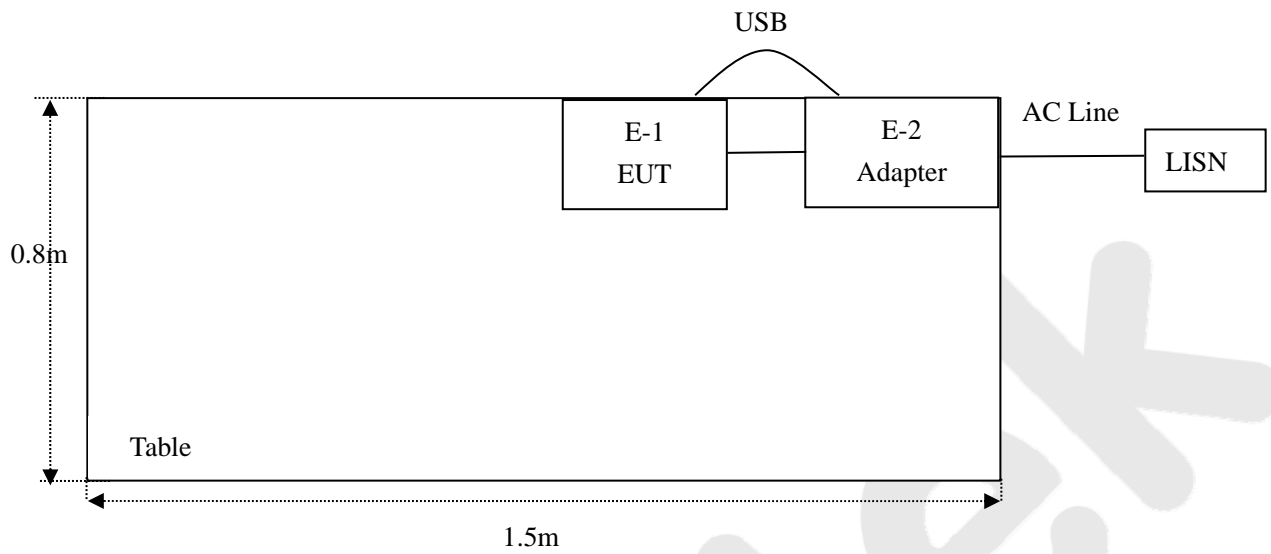 USB
E-1
EUT
E-2
Adapter
AC Line
LISN
0.8m
Table
1.5m